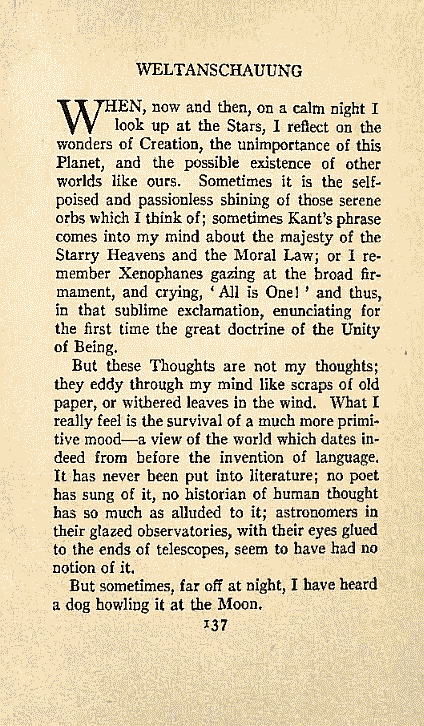 WELTANSCHAUUNG
WHEN, now and then, on a calm night I
look up at the Stars, I reflect on the
wonders of Creation, the unimportance of this
Planet, and the possible existence of other
worlds like ours. Sometimes it is the self-
poised and passionless shining of those serene
orbs which I think of; sometimes Kant's phrase
comes into my mind about the majesty of the
Starry Heavens and the Moral Law; or I re-
member Xenophanes gazing at the broad fir-
mament, and crying, ‘ All is One! ’ and thus,
in that sublime exclamation, enunciating for
the first time the great doctrine of the Unity
of Being.
But these Thoughts are not my thoughts;
they eddy through my mind like scraps of old
paper, or withered leaves in the wind. What I
really feel is the survival of a much more primi-
tive mood—a view of the world which dates in-
deed from before the invention of language.
It has never been put into literature; no poet
has sung of it, no historian of human thought
has so much as alluded to it; astronomers in
their glazed observatories, with their eyes glued
to the ends of telescopes, seem to have had no
notion of it.
But sometimes, far off at night, I have heard
a dog howling it at the Moon.
137